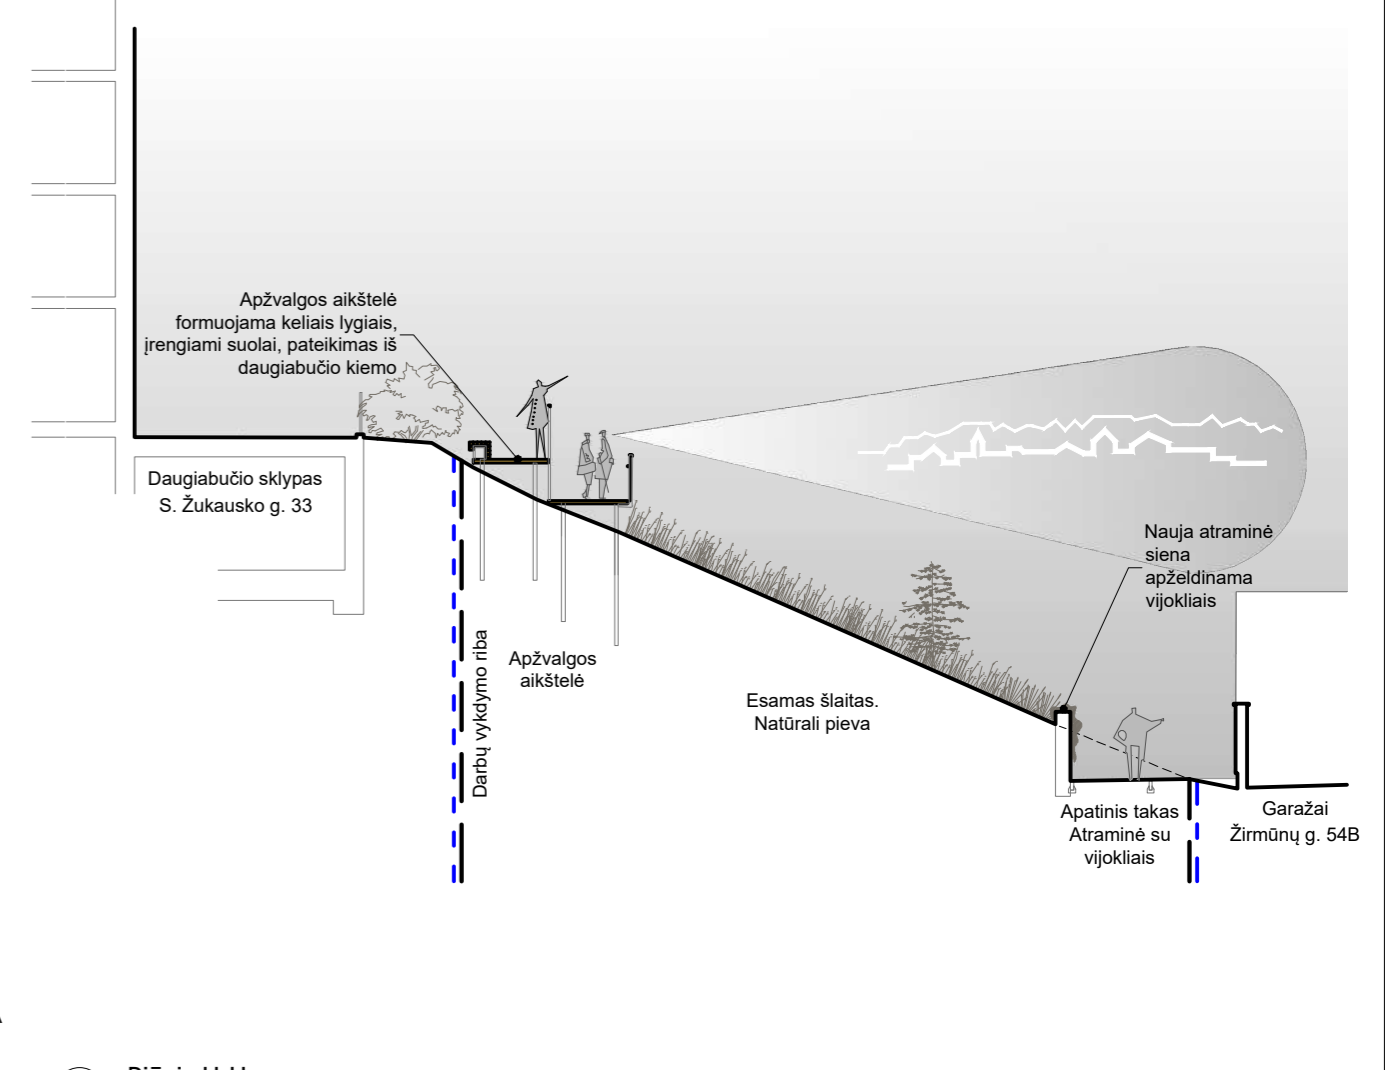 Apžvalgos aikštelė
formuojama keliais lygiais,
įrengiami suolai, pateikimas iš
daugiabučio kiemo
Daugiabučio sklypas
S. Žukausko g. 33
Darbų vykdymo riba
Apžvalgos
aikštelė
Esamas šlaitas.
Natūrali pieva
Nauja atraminė
siena
apželdinama
vijokliais
Apatinis takas
Atraminė su
vijokliais
Garažai
Žirmūnų g. 54B